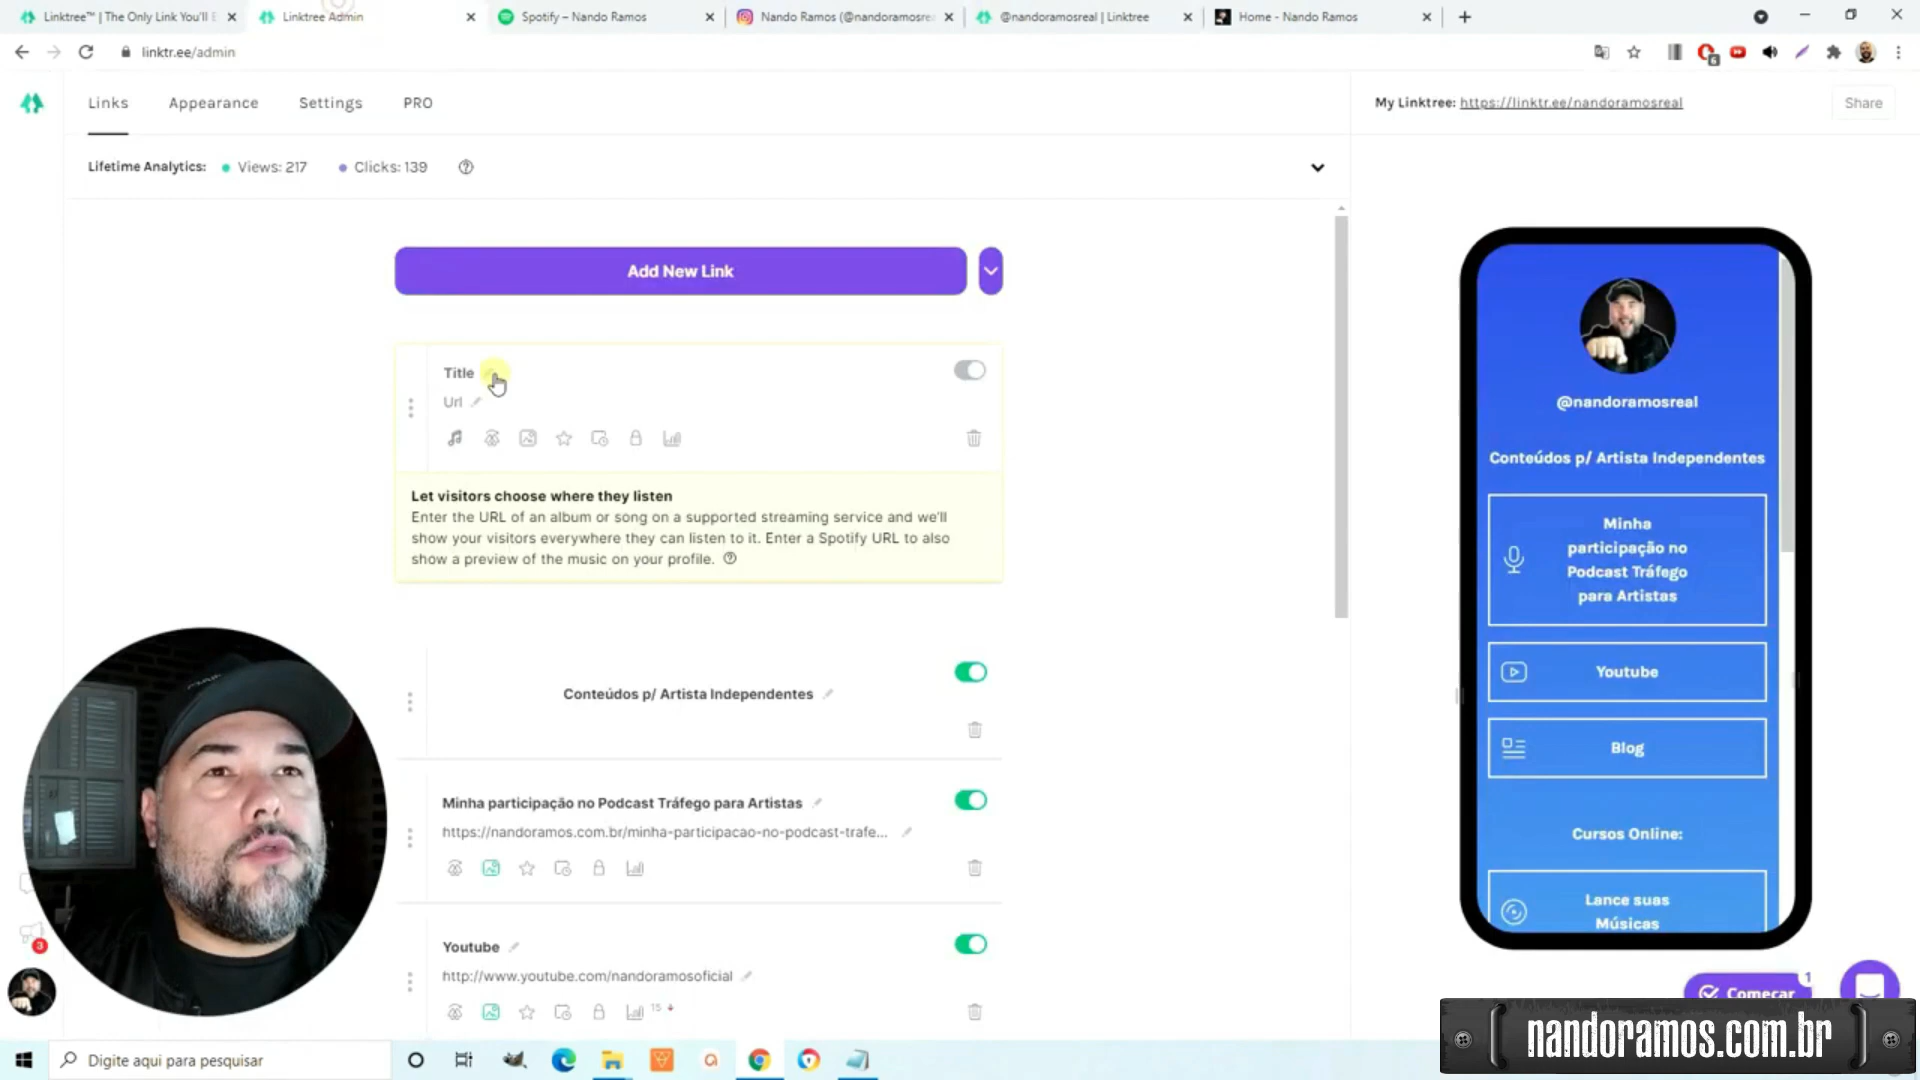 Linktree™ | The Only Link You'll E
Linktree Admin
Spotify – Nando Ramos
Nando Ramos (@nandoramosrea
@nandoramosreal | Linktree
Home - Nando Ramos
linktr.ee/admin
6
Links
Appearance
Settings
PRO
My Linktree: https://linktr.ee/nandoramosreal
Share
Lifetime Analytics:
Views: 217
Clicks: 139
Add New Link
Title
Url
Let visitors choose where they listen
Enter the URL of an album or song on a supported streaming service and we'll
show your visitors everywhere they can listen to it. Enter a Spotify URL to also
show a preview of the music on your profile.
Conteúdos p/ Artista Independentes
Minha participação no Podcast Tráfego para Artistas
https://nandoramos.com.br/minha-participacao-no-podcast-trafe...
Youtube
http://www.youtube.com/nandoramosoficial
15
3
@nandoramosreal
Conteúdos p/ Artista Independentes
Minha
participação no
Podcast Tráfego
para Artistas
Youtube
Blog
Cursos Online:
Lance suas
Músicas
1
Começar
nandoramos.com.br
Digite aqui para pesquisar